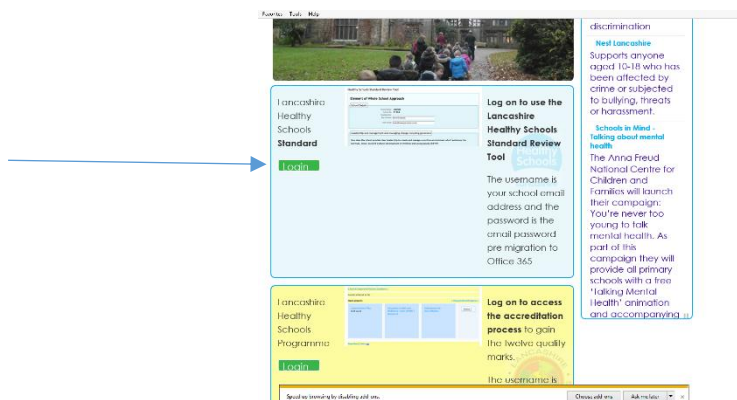 Favorites Tools Help
Lancashire
Healthy
Schools
Standard
Login
Element of Whole School Approach
Log on to use the
Lancashire
Healthy Schools
Standard Review
Tool
The username is
your school email
address and the
password is the
email password
pre migration to
Office 365
Lancashire
Healthy
Schools
Programme
Login
Log on to access
the accreditation
process to gain
the twelve quality
marks.
The username is
discrimination
Nest Lancashire
Supports anyone
aged 10-18 who has
been affected by
crime or subjected
to bullying, threats
or harassment.
Schools in Mind -
Talking about mental
health
The Anna Freud
National Centre for
Children and
Families will launch
their campaign:
You're never too
young to talk
mental health. As
part of this
campaign they will
provide all primary
schools with a free
'Talking Mental
Health' animation
and accompanying
Speed up browsing by disabling add-ons.
Choose add-ons
Ask me later